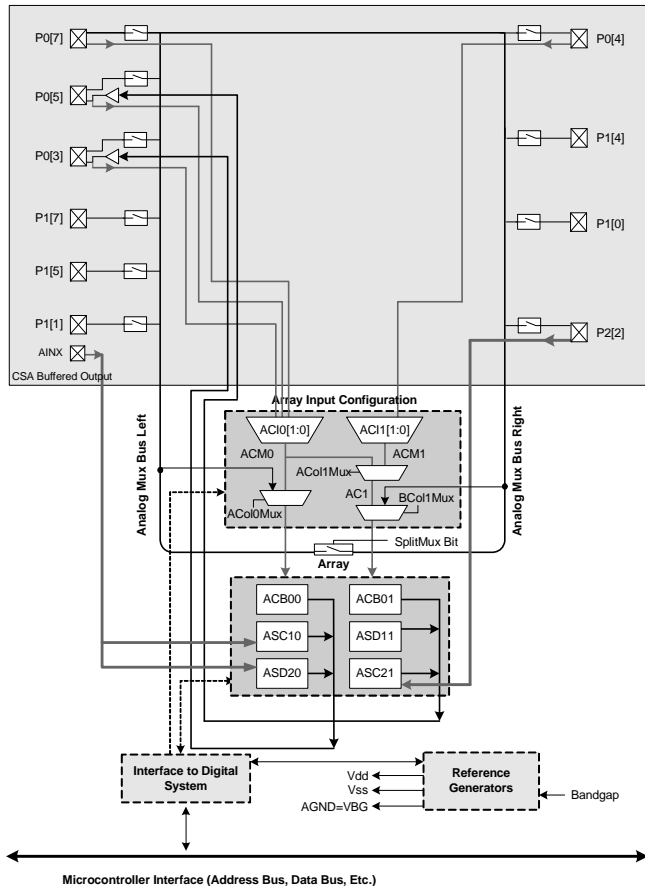 P0[7]
P0[4]
P0[5]
P0[3]
P1[4]
P1[7]
P1[0]
P1[5]
P1[1]
P2[2]
AINX
CSA Buffered Output
Array Input Configuration
ACI0[1:0]
ACI1[1:0]
ACM0
ACM1
ACol1Mux
AC1
BCol1Mux
ACol0Mux
Analog Mux Bus Left
Analog Mux Bus Right
SplitMux Bit
Array
ACB00
ACB01
ASC10
ASD11
ASD20
ASC21
Interface to Digital
System
Vdd
Vss
AGND=VBG
Reference
Generators
Bandgap
Microcontroller Interface (Address Bus, Data Bus, Etc.)